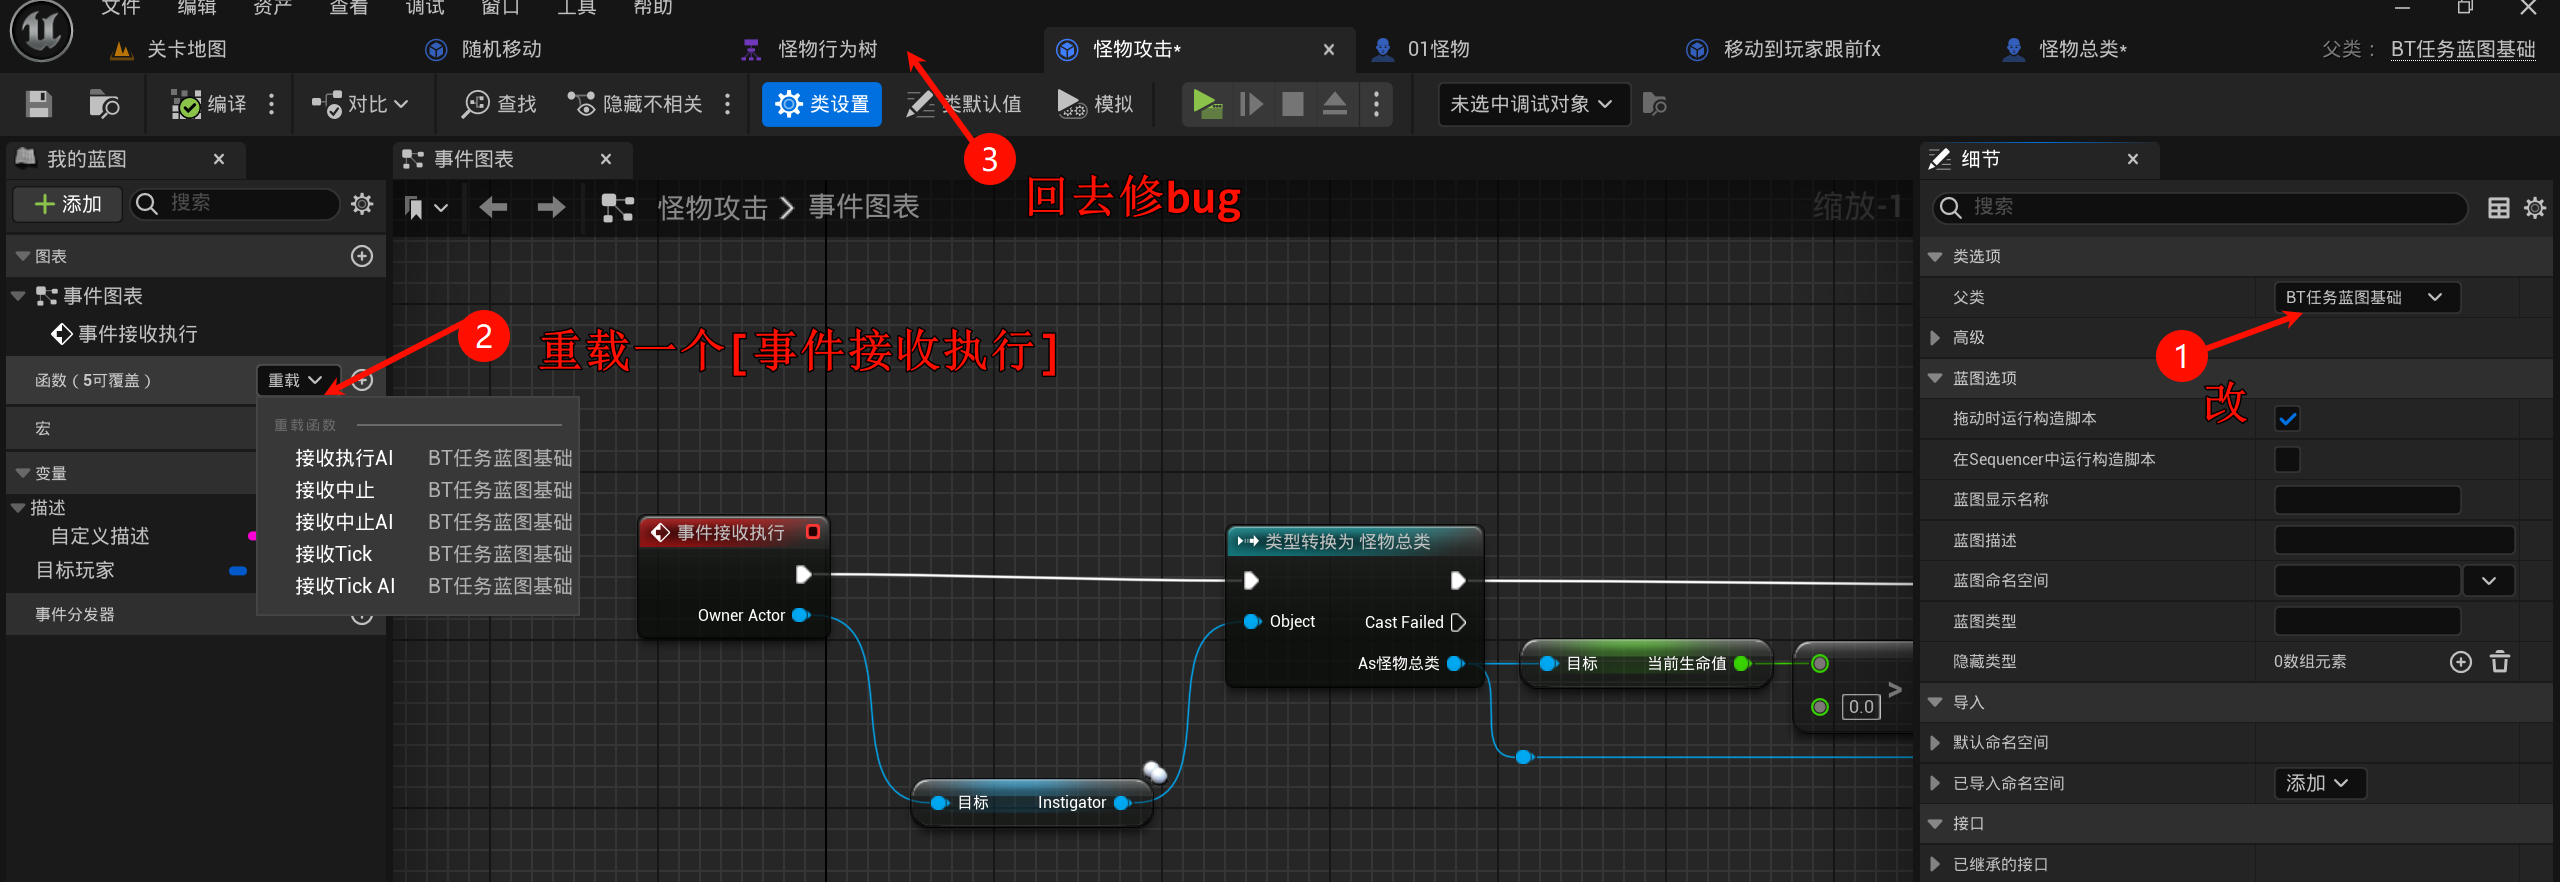 文件 编辑 资产 查看 调试 窗口 工具 帮助
关卡地图 随机移动 怪物行为树 怪物攻击* 01怪物 移动到玩家跟前fx 怪物总类* 父类： BT任务蓝图基础
编译 对比 查找 隐藏不相关 类设置 类默认值 模拟 未选中调试对象
我的蓝图
添加 搜索
图表
事件图表
事件接收执行
函数（5可覆盖） 重载
宏
变量
描述
自定义描述
目标玩家
事件分发器
重载函数
接收执行AI BT任务蓝图基础
接收中止 BT任务蓝图基础
接收中止AI BT任务蓝图基础
接收Tick BT任务蓝图基础
接收Tick AI BT任务蓝图基础
事件图表
怪物攻击 > 事件图表 缩放-1
3
回去修bug
2
重载一个[事件接收执行]
事件接收执行
Owner Actor
类型转换为 怪物总类
Object Cast Failed
As怪物总类
目标 当前生命值
0.0 >
目标 Instigator
细节
搜索
类选项
父类 BT任务蓝图基础
1
改
高级
蓝图选项
拖动时运行构造脚本
在Sequencer中运行构造脚本
蓝图显示名称
蓝图描述
蓝图命名空间
蓝图类型
隐藏类型 0数组元素
导入
默认命名空间
已导入命名空间 添加
接口
已继承的接口